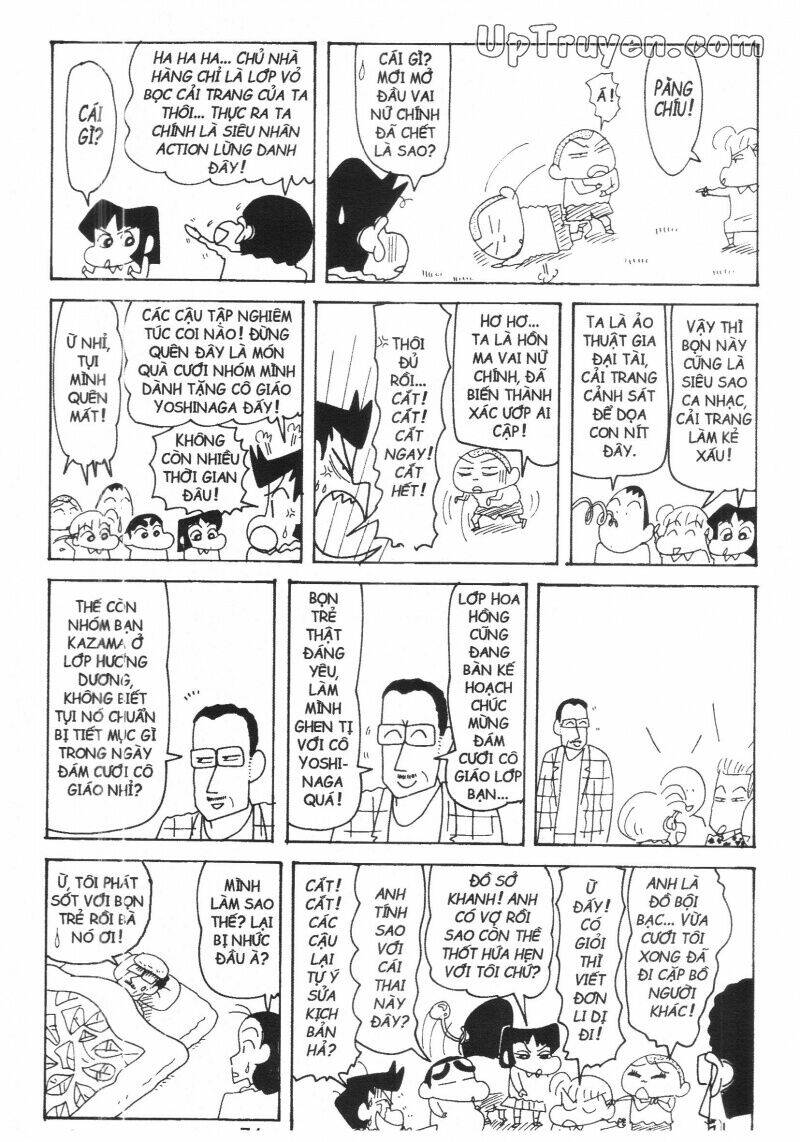 UpTruyen.com
PẰNG
CHÍU!
Á!
CÁI GÌ?
MỚI MỞ
ĐẦU VAI
NỮ CHÍNH
ĐÃ CHẾT
LÀ SAO?
HA HA HA... CHỦ NHÀ
HÀNG CHỈ LÀ LỚP VỎ
BỌC CẢI TRANG CỦA TA
THÔI... THỰC RA TA
CHÍNH LÀ SIÊU NHÂN
ACTION LỪNG DANH
ĐÂY!
CÁI
GÌ?
VẬY THÌ
BỌN NÀY
CŨNG LÀ
SIÊU SAO
CA NHẠC,
CẢI TRANG
LÀM KẺ
XẤU!
TA LÀ ẢO
THUẬT GIA
ĐẠI TÀI,
CẢI TRANG
CẢNH SÁT
ĐỂ DỌA
CON NÍT
ĐÂY.
HƠ HƠ...
TA LÀ HỒN
MA VAI NỮ
CHÍNH, ĐÃ
BIẾN THÀNH
XÁC ƯỚP AI
CẬP!
THÔI
ĐỦ
RỒI...
CẮT!
CẮT!
CẮT
NGAY!
CẮT
HẾT!
CÁC CẬU TẬP NGHIÊM
TÚC COI NÀO! ĐỪNG
QUÊN ĐÂY LÀ MÓN
QUÀ CƯỚI NHÓM MÌNH
DÀNH TẶNG CÔ GIÁO
YOSHINAGA ĐẤY!
KHÔNG
CÒN NHIỀU
THỜI GIAN
ĐÂU!
Ừ NHỈ,
TỤI
MÌNH
QUÊN
MẤT!
LỚP HOA
HỒNG
CŨNG
ĐANG
BÀN KẾ
HOẠCH
CHÚC
MỪNG
ĐÁM
CƯỚI CÔ
GIÁO LỚP
BẠN...
BỌN
TRẺ
THẬT
ĐÁNG
YÊU,
LÀM
MÌNH
GHEN TỊ
VỚI CÔ
YOSHI-
NAGA
QUÁ!
THẾ CÒN
NHÓM BẠN
KAZAMA Ở
LỚP HƯỚNG
DƯƠNG,
KHÔNG BIẾT
TỤI NÓ CHUẨN
BỊ TIẾT MỤC GÌ
TRONG NGÀY
ĐÁM CƯỚI CÔ
GIÁO NHỈ?
ANH LÀ
ĐỒ BỘI
BẠC... VỪA
CƯỚI TÔI
XONG ĐÃ
ĐI CẶP BỒ
NGƯỜI
KHÁC!
Ừ
ĐẤY!
CÓ
GIỎI
THÌ
VIẾT
ĐƠN
LI DỊ
ĐI!
ĐỒ SỞ
KHANH! ANH
CÓ VỢ RỒI
SAO CÒN THỀ
THỐT HỨA HẸN
VỚI TÔI CHỨ?
ANH
TÍNH
SAO
VỚI
CÁI
THAI
NÀY
ĐÂY?
CẮT!
CẮT!
CÁC
CẬU
LẠI
TỰ Ý
SỬA
KỊCH
BẢN
HẢ?
MÌNH
LÀM SAO
THẾ? LẠI
BỊ NHỨC
ĐẦU À?
Ừ, TÔI PHÁT
SỐT VỚI BỌN
TRẺ RỒI BÀ
NÓ ƠI!